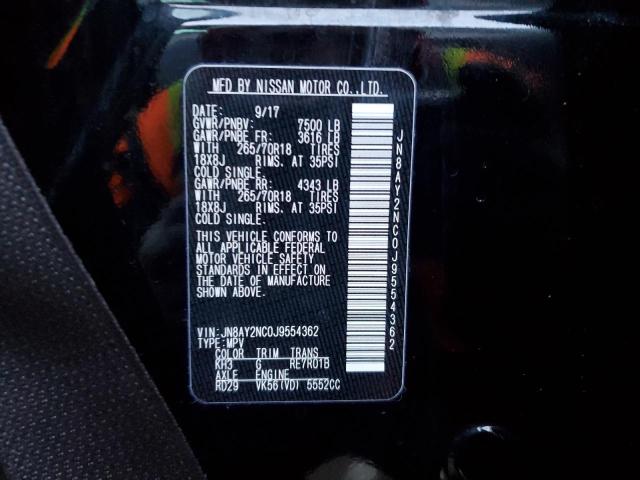 MFD BY NISSAN MOTOR CO.,LTD.
DATE: 9/17
GVWR/PNBV: 7500 LB
GAWR/PNBE FR: 3616 LB
WITH 265/70R18 TIRES
18X8J RIMS. AT 35PSI
COLD SINGLE.
GAWR/PNBE RR: 4343 LB
WITH 265/70R18 TIRES
18X8J RIMS. AT 35PSI
COLD SINGLE.
THIS VEHICLE CONFORMS TO
ALL APPLICABLE FEDERAL
MOTOR VEHICLE SAFETY
STANDARDS IN EFFECT ON
THE DATE OF MANUFACTURE
SHOWN ABOVE.
VIN:JN8AY2NC0J9554362
TYPE:MPV
COLOR TRIM TRANS
KH3 G RE7R01B
AXLE ENGINE
RD29 VK56(VD) 5552CC
JN8AY2NC0J9554362